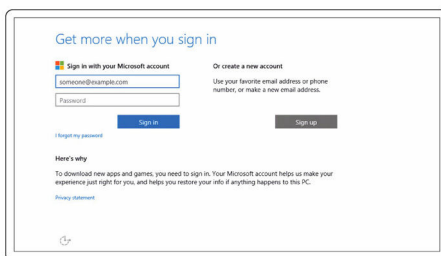 Get more when you sign in
Sign in with your Microsoft account
Or create a new account
someone@example.com
Use your favorite email address or phone
number, or make a new email address.
Password
Sign in
Sign up
I forgot my password
Here's why
To download new apps and games, you need to sign in. Your Microsoft account helps us make your
experience just right for you, and helps you restore your info if anything happens to this PC.
Privacy statement